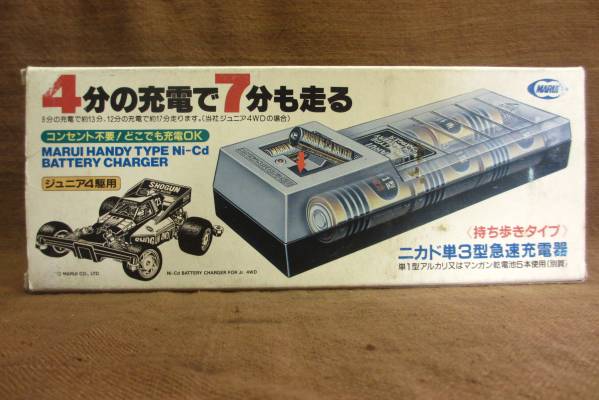 4分の充電で7分も走る
8分の充電で約13分、12分の充電で約17分走ります。(当社ジュニア4WDの場合)
MARUI
コンセント不要!どこでも充電OK
MARUI HANDY TYPE Ni-Cd
BATTERY CHARGER
ジュニア4駆用
SHOGUN
23
SHOGUN
© MARUI CO., LTD
Ni-Cd BATTERY CHARGER FOR Jr. 4WD
〈持ち歩きタイプ〉
ニカド単3型急速充電器
単1型アルカリ又はマンガン乾電池5本使用(別買)